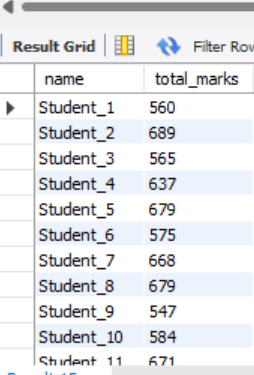 Result Grid Filter Row
name total_marks
Student_1 560
Student_2 689
Student_3 565
Student_4 637
Student_5 679
Student_6 575
Student_7 668
Student_8 679
Student_9 547
Student_10 584
Student_11 671